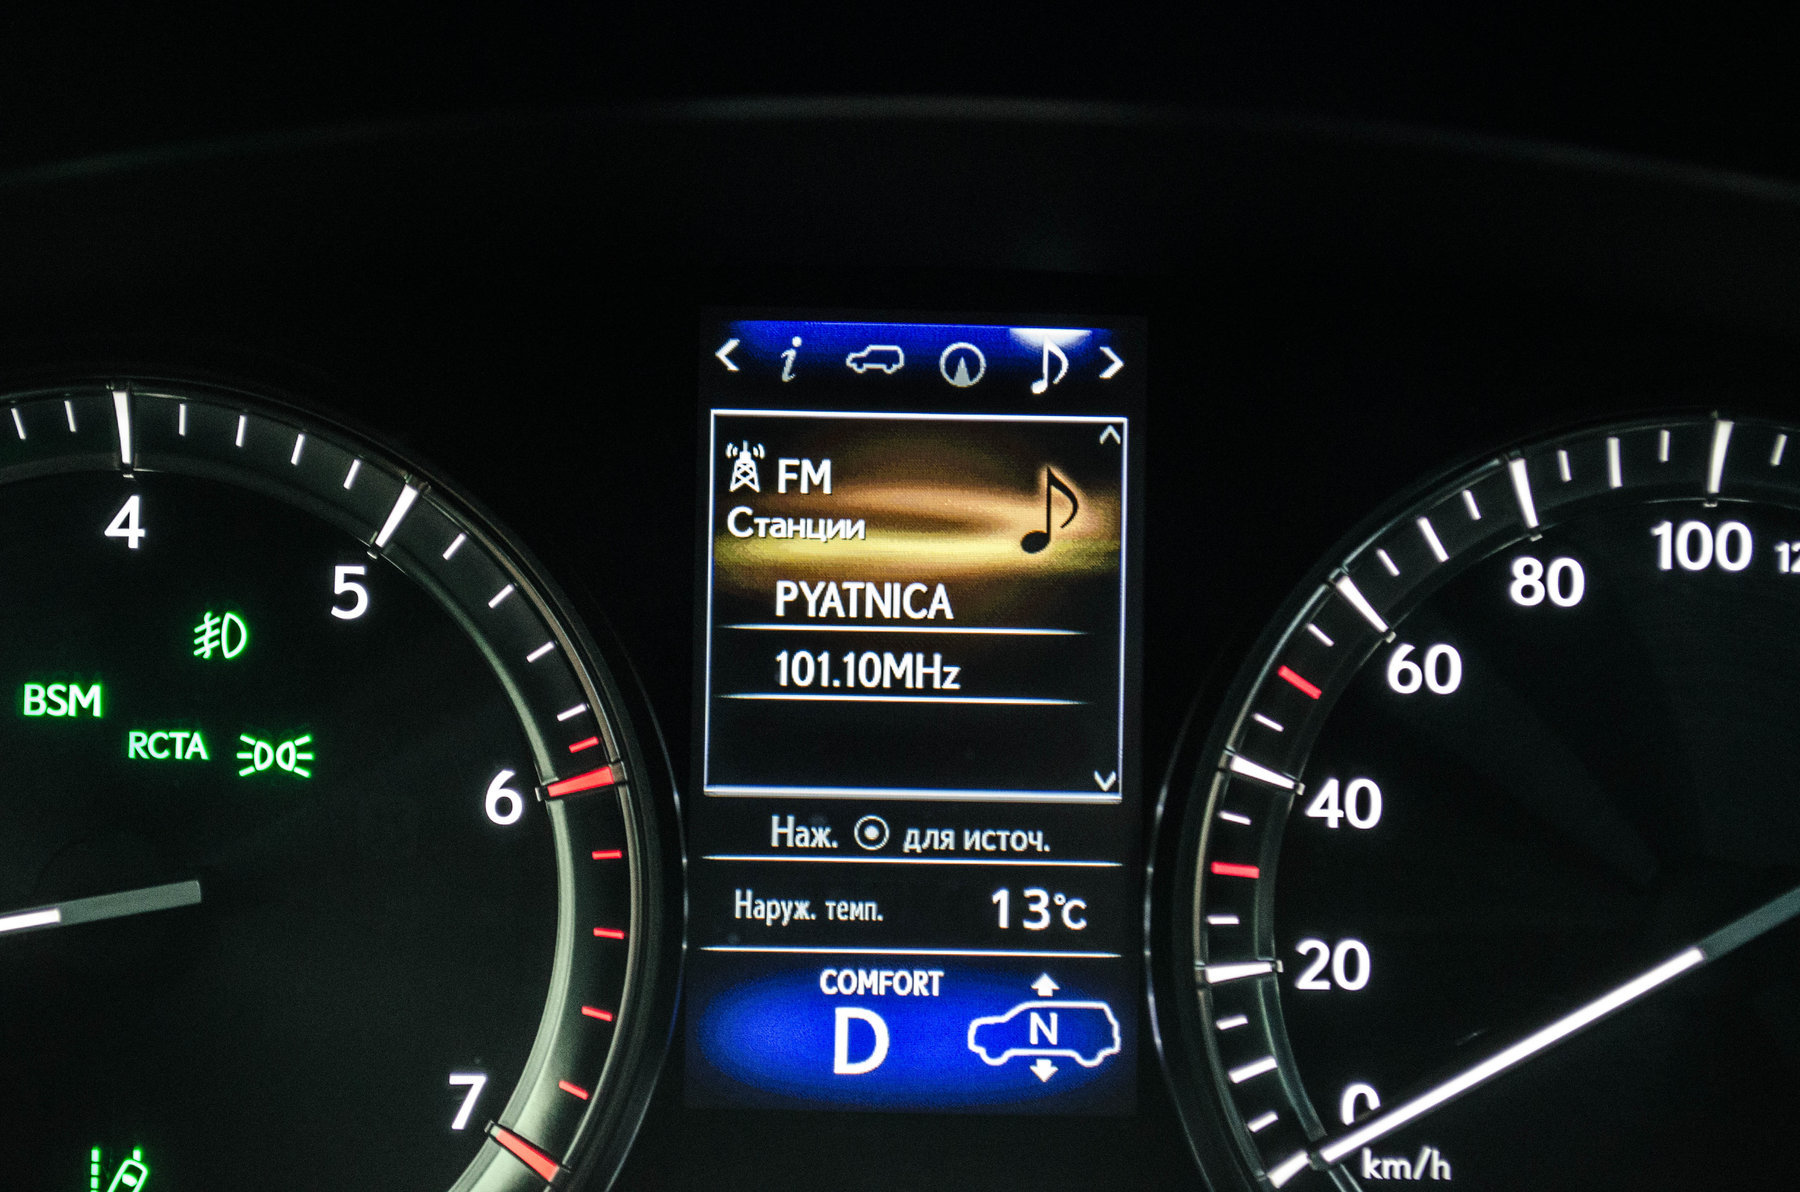 4
5
6
7
BSM
RCTA
i
FM
Станции
PYATNICA
101.10MHz
Наж. для источ.
Наруж. темп. 13°C
COMFORT
D
N
100
80
60
40
20
0
km/h